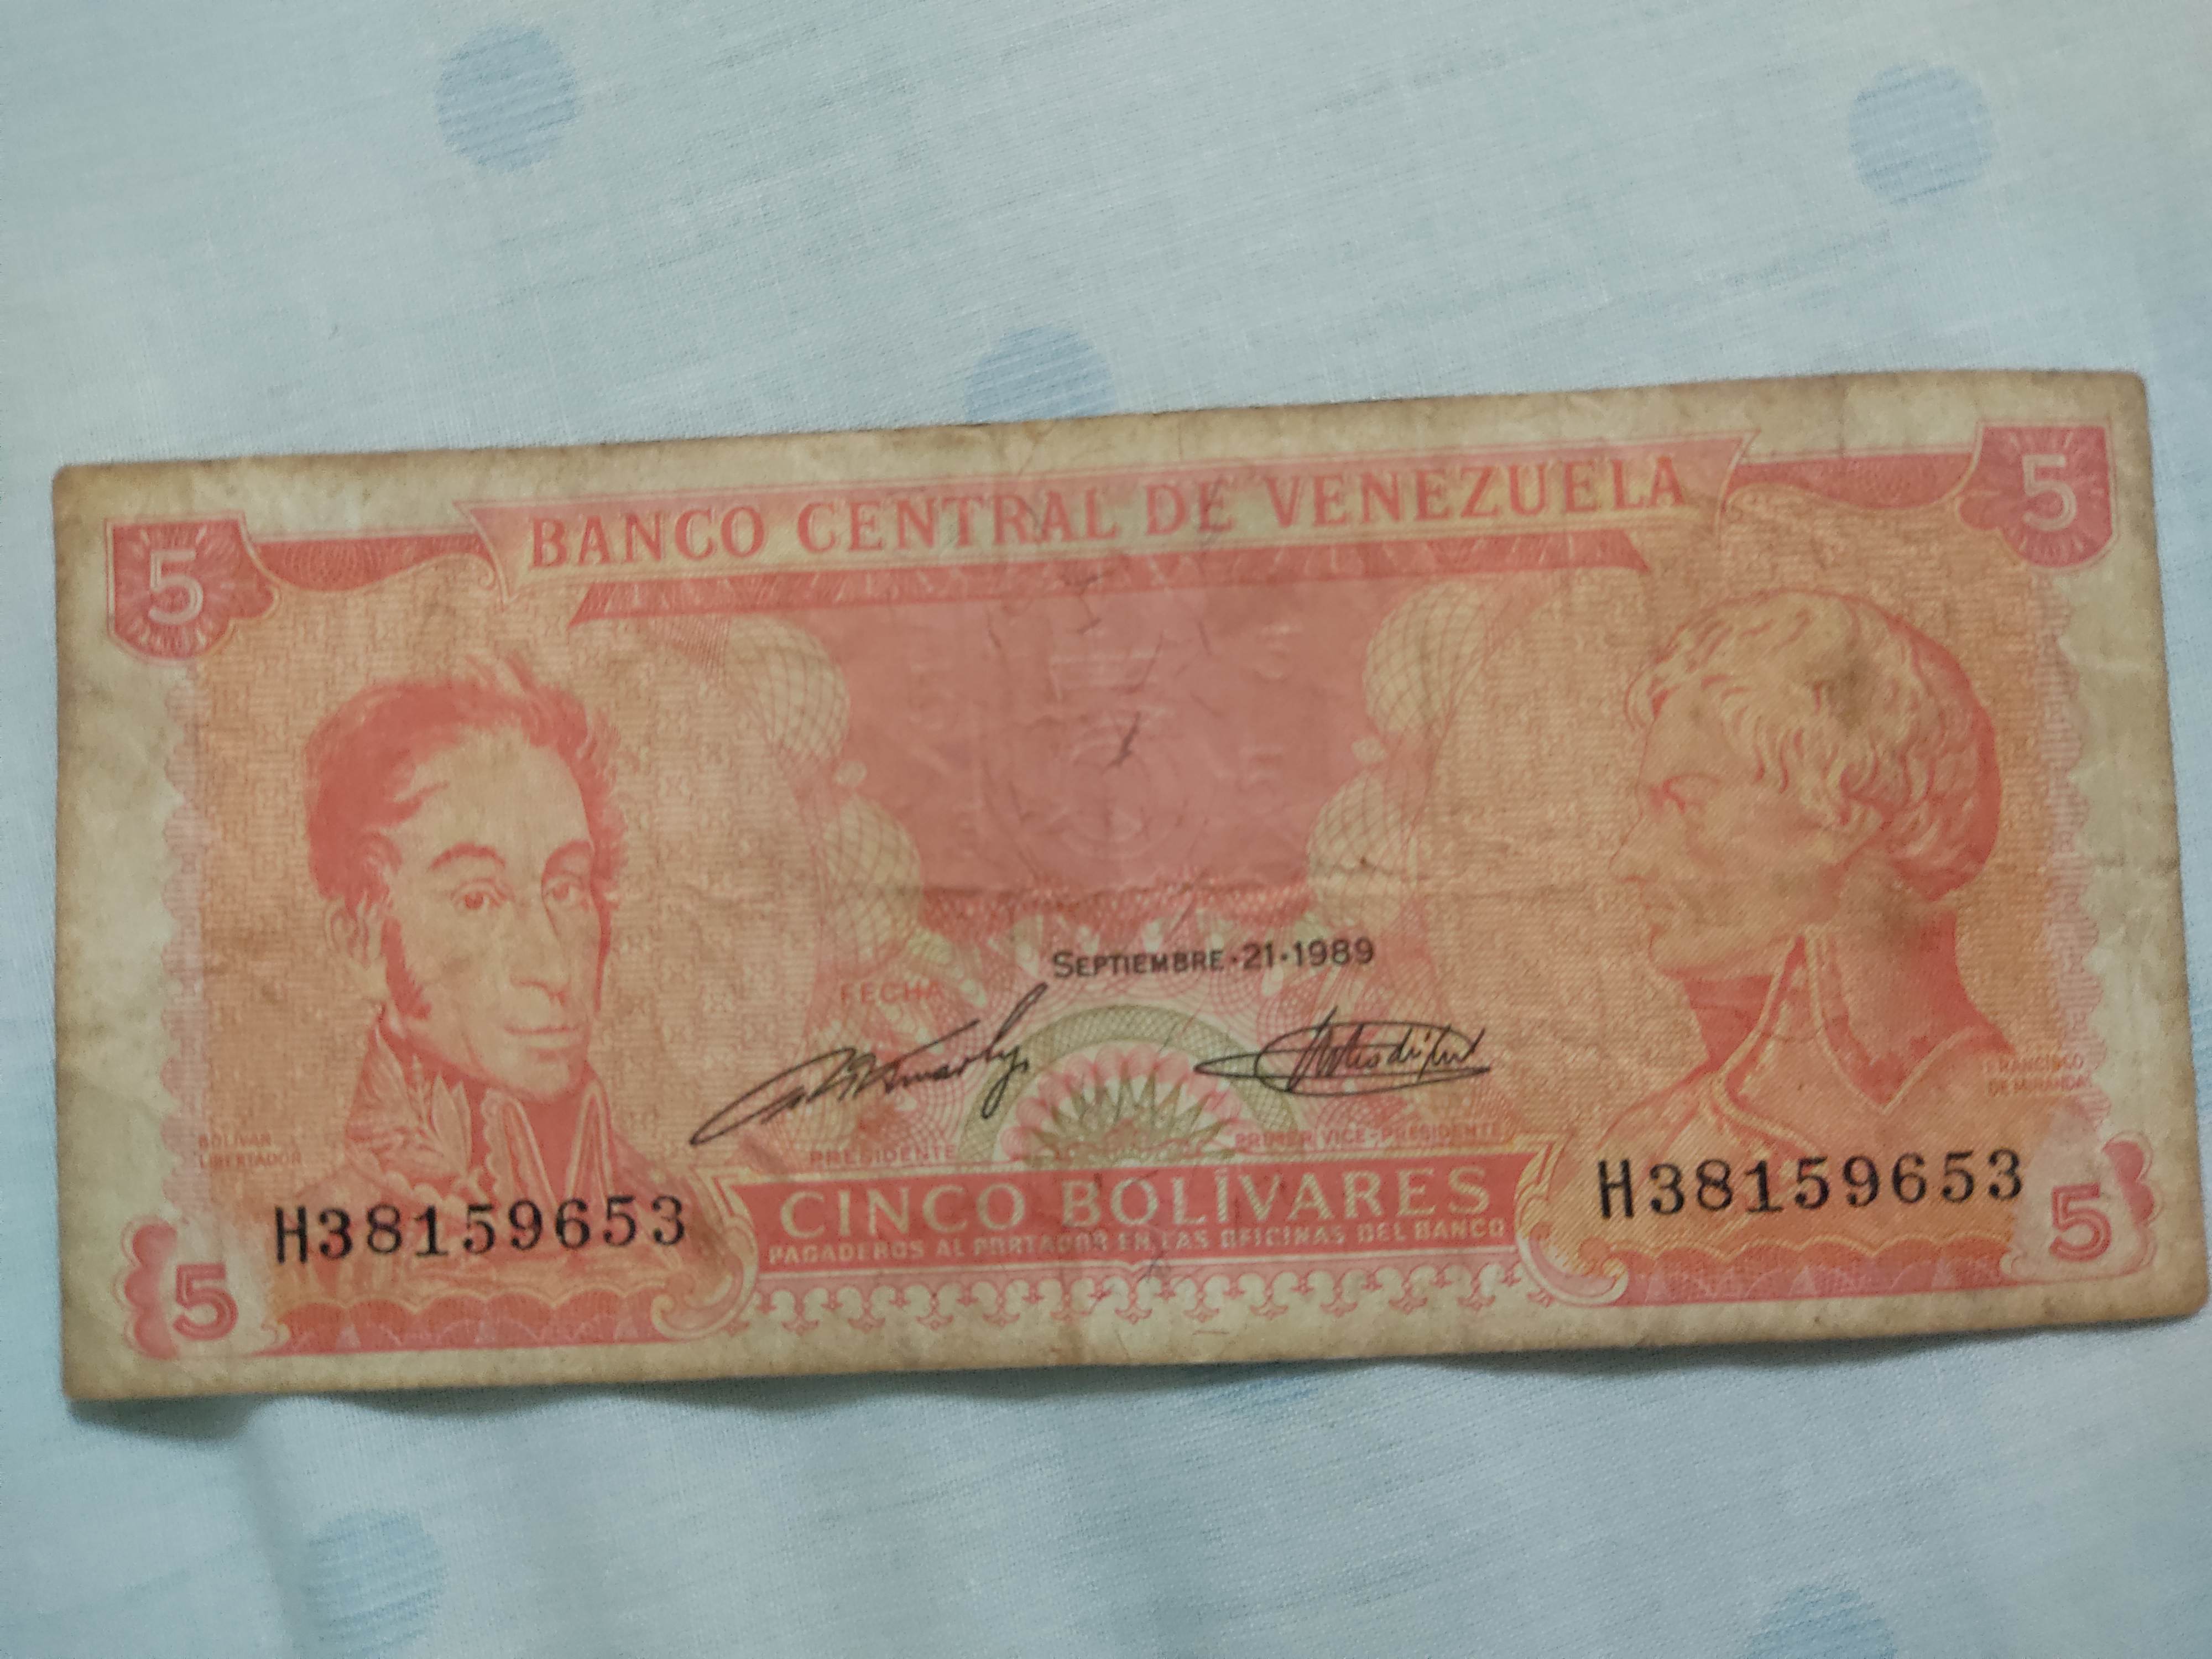 BANCO CENTRAL DE VENEZUELA
5
5
SEPTIEMBRE·21·1989
FECHA
FRANCISCO
DE MIRANDA
BOLIVAR
LIBERTADOR
PRESIDENTE
PRIMER VICE-PRESIDENTE
H38159653
CINCO BOLÍVARES
H38159653
PAGADEROS AL PORTADOR EN LAS OFICINAS DEL BANCO
5
5